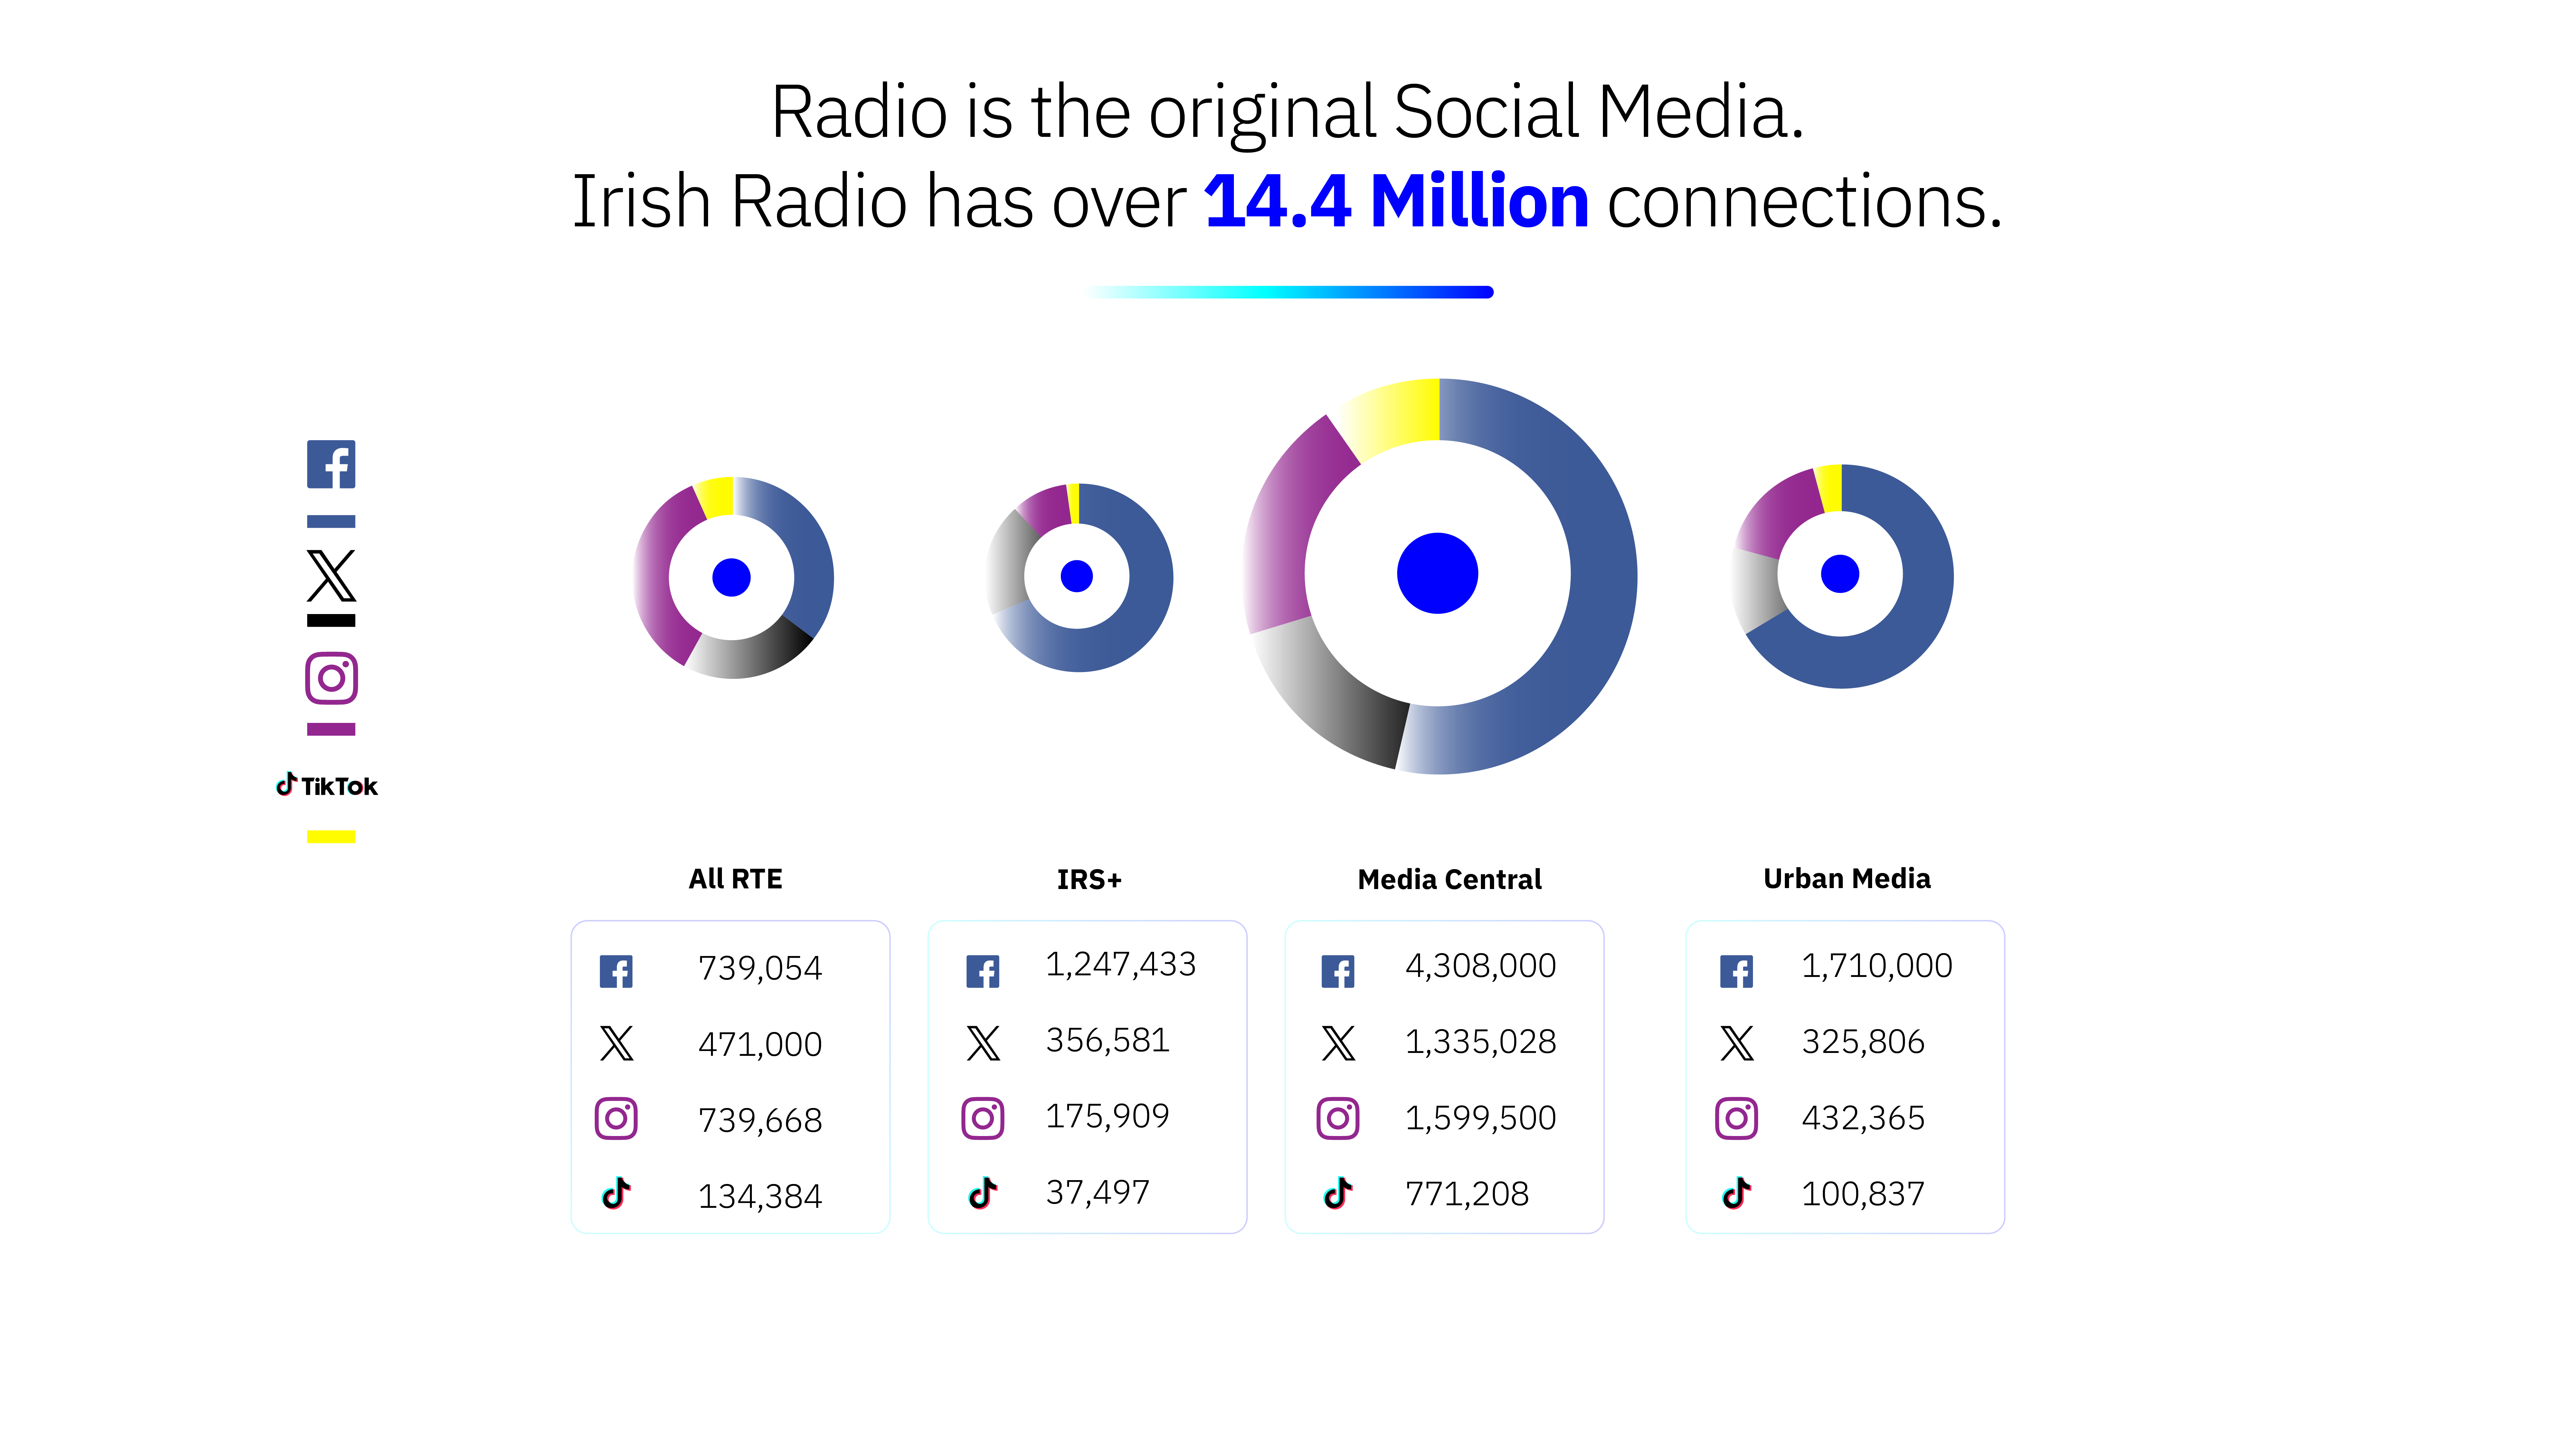 Radio is the original Social Media.
Irish Radio has over 14.4 Million connections.
TikTok
All RTE
739,054
471,000
739,668
134,384
IRS+
1,247,433
356,581
175,909
37,497
Media Central
4,308,000
1,335,028
1,599,500
771,208
Urban Media
1,710,000
325,806
432,365
100,837